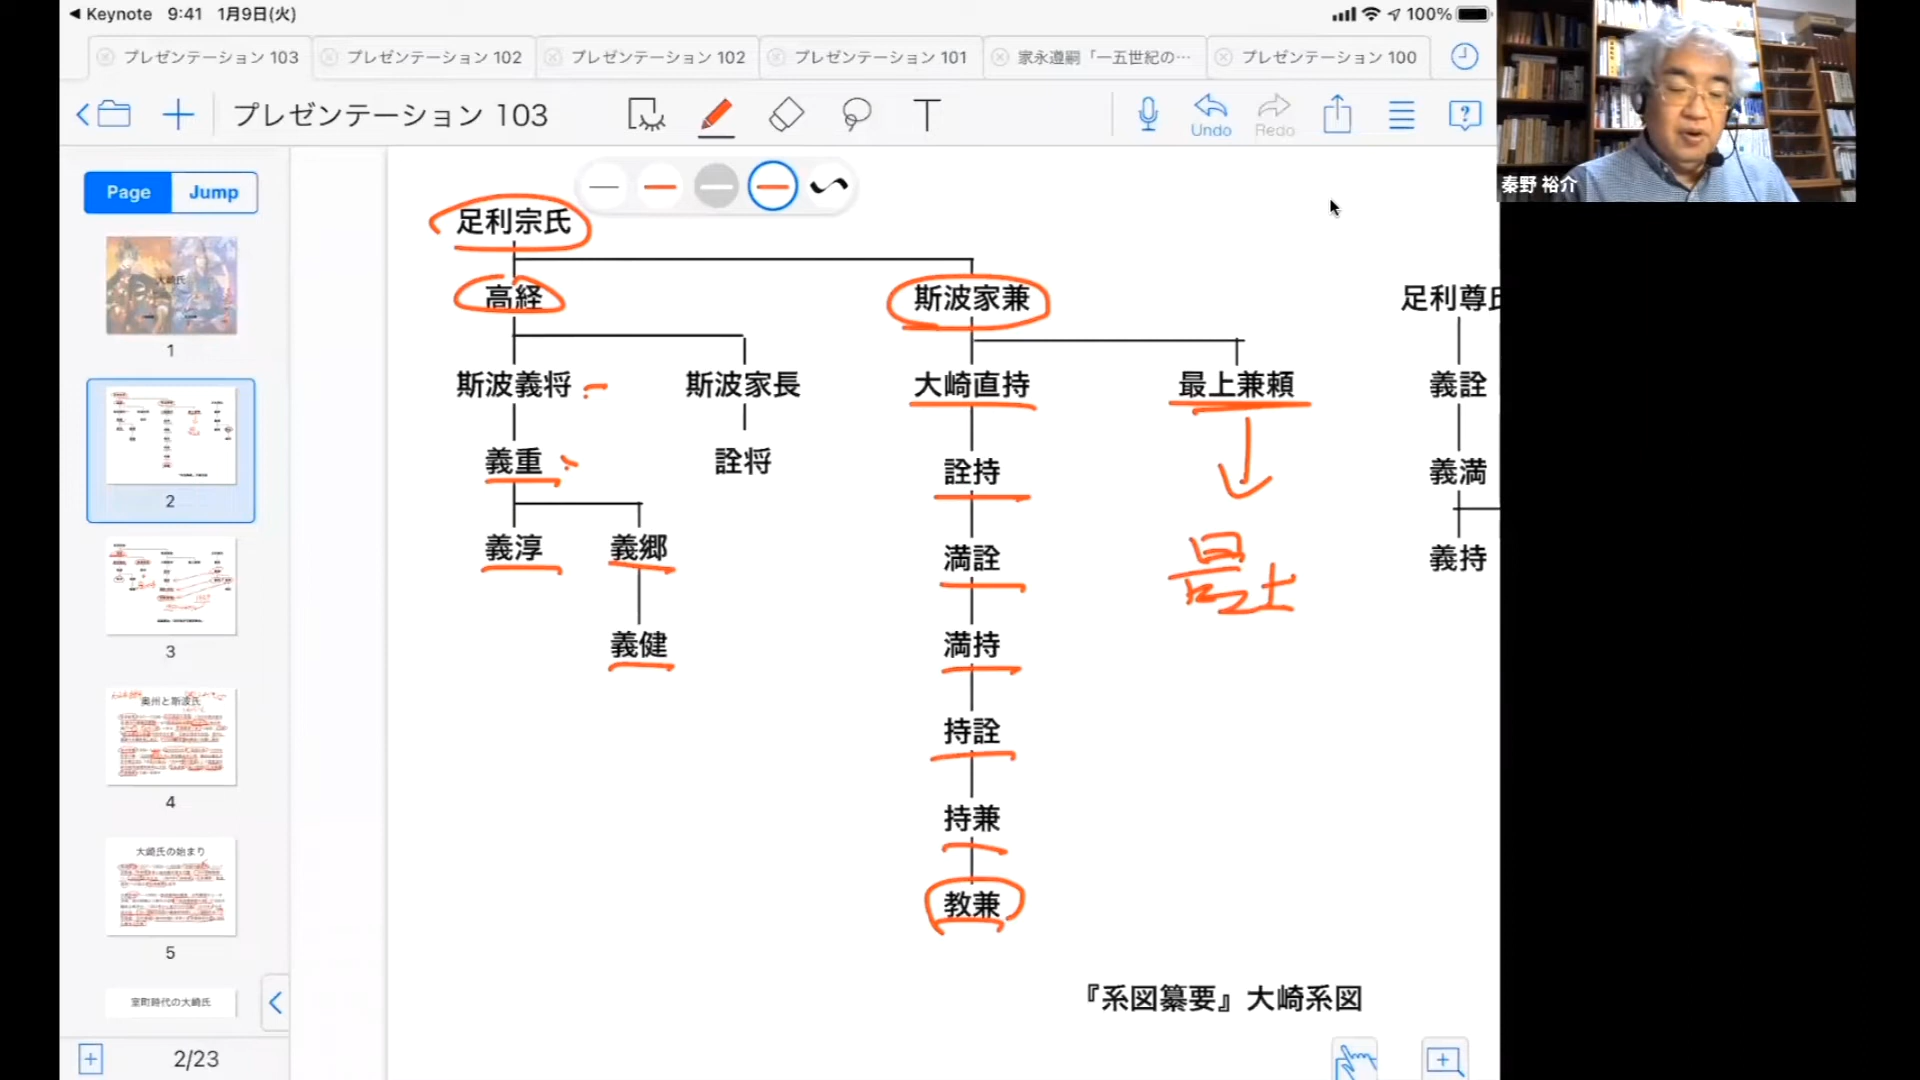 Keynote 9:41 1月9日(火)
100%
プレゼンテーション 103
プレゼンテーション 102
プレゼンテーション 102
プレゼンテーション 101
家永遵嗣「一五世紀の…
プレゼンテーション 100
プレゼンテーション 103
T
Undo
Redo
Page
Jump
秦野 裕介
足利宗氏
高経
斯波家兼
足利尊氏
斯波義将
斯波家長
大崎直持
最上兼頼
義詮
義重
詮将
詮持
義満
義淳
義郷
満詮
最上
義持
義健
満持
持詮
持兼
教兼
『系図纂要』大崎系図
大崎氏
1
2
3
奥州と斯波氏
4
大崎氏の始まり
5
室町時代の大崎氏
2/23